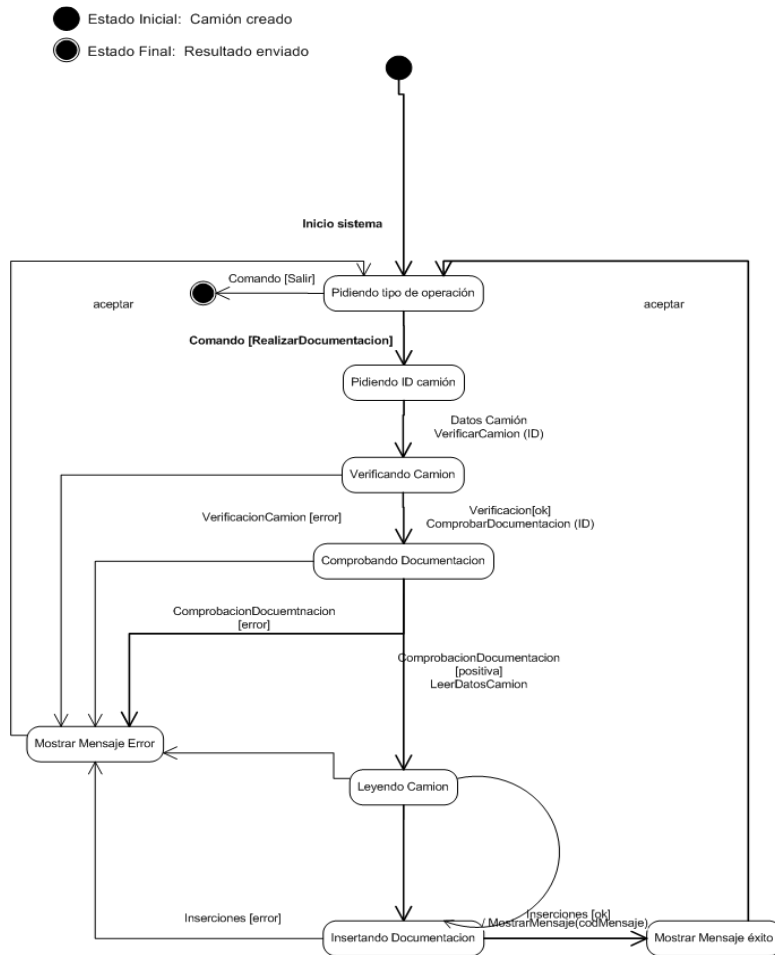 Estado Inicial: Camión creado
Estado Final: Resultado enviado
Inicio sistema
Comando [Salir]
aceptar
Pidiendo tipo de operación
aceptar
Comando [RealizarDocumentacion]
Pidiendo ID camión
Datos Camión
VerificarCamion (ID)
Verificando Camion
VerificacionCamion [error]
Verificacion[ok]
ComprobarDocumentacion (ID)
Comprobando Documentacion
ComprobacionDocuemtnacion
[error]
ComprobacionDocumentacion
[positiva]
LeerDatosCamion
Mostrar Mensaje Error
Leyendo Camion
Inserciones [error]
Inserciones [ok]
/ MostrarMensaje(codMensaje)
Insertando Documentacion
Mostrar Mensaje éxito